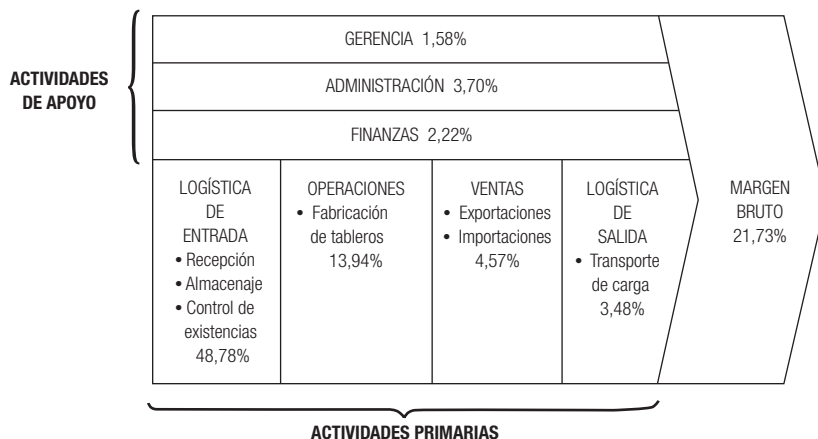 GERENCIA 1,58%
ACTIVIDADES
DE APOYO
ADMINISTRACIÓN 3,70%
FINANZAS 2,22%
LOGÍSTICA
DE
ENTRADA
• Recepción
• Almacenaje
• Control de
existencias
48,78%
OPERACIONES
• Fabricación
de tableros
13,94%
VENTAS
• Exportaciones
• Importaciones
4,57%
LOGÍSTICA
DE
SALIDA
• Transporte
de carga
3,48%
MARGEN
BRUTO
21,73%
ACTIVIDADES PRIMARIAS